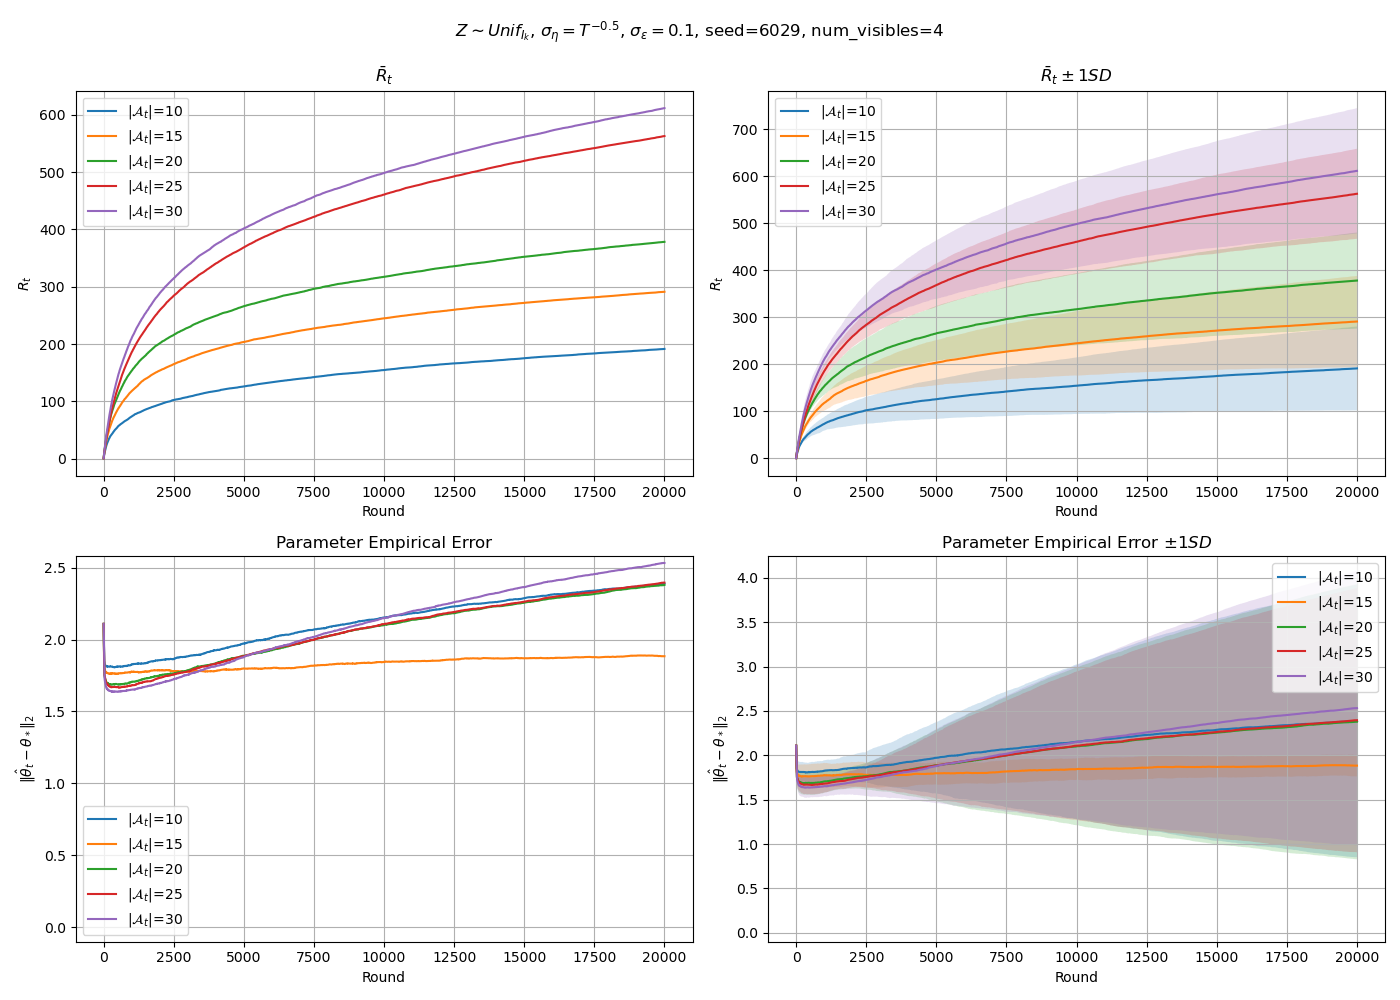 Z ~ Unif_{I_k}, σ_η = T^{−0.5}, σ_ε = 0.1, seed=6029, num_visibles=4
R̄_t
|𝒜_t|=10
|𝒜_t|=15
|𝒜_t|=20
|𝒜_t|=25
|𝒜_t|=30
600
500
400
300
200
100
0
R_t
0 2500 5000 7500 10000 12500 15000 17500 20000
Round
R̄_t ± 1SD
|𝒜_t|=10
|𝒜_t|=15
|𝒜_t|=20
|𝒜_t|=25
|𝒜_t|=30
700
600
500
400
300
200
100
0
R_t
0 2500 5000 7500 10000 12500 15000 17500 20000
Round
Parameter Empirical Error
2.5
2.0
1.5
1.0
0.5
0.0
‖θ̂_t − θ_*‖_2
|𝒜_t|=10
|𝒜_t|=15
|𝒜_t|=20
|𝒜_t|=25
|𝒜_t|=30
0 2500 5000 7500 10000 12500 15000 17500 20000
Round
Parameter Empirical Error ±1SD
|𝒜_t|=10
|𝒜_t|=15
|𝒜_t|=20
|𝒜_t|=25
|𝒜_t|=30
4.0
3.5
3.0
2.5
2.0
1.5
1.0
0.5
0.0
‖θ̂_t − θ_*‖_2
0 2500 5000 7500 10000 12500 15000 17500 20000
Round